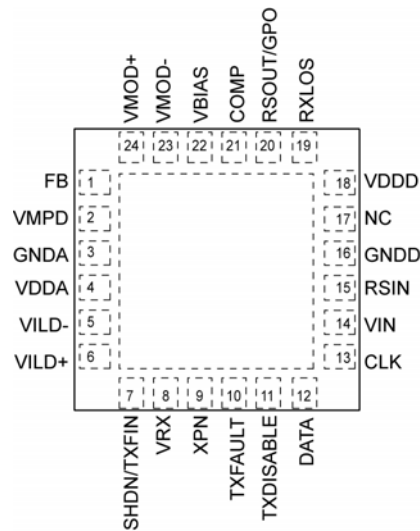 VMOD+
VMOD-
VBIAS
COMP
RSOUT/GPO
RXLOS
24
23
22
21
20
19
FB 1
VMPD 2
GNDA 3
VDDA 4
VILD- 5
VILD+ 6
18 VDDD
17 NC
16 GNDD
15 RSIN
14 VIN
13 CLK
7
8
9
10
11
12
SHDN/TXFIN
VRX
XPN
TXFAULT
TXDISABLE
DATA